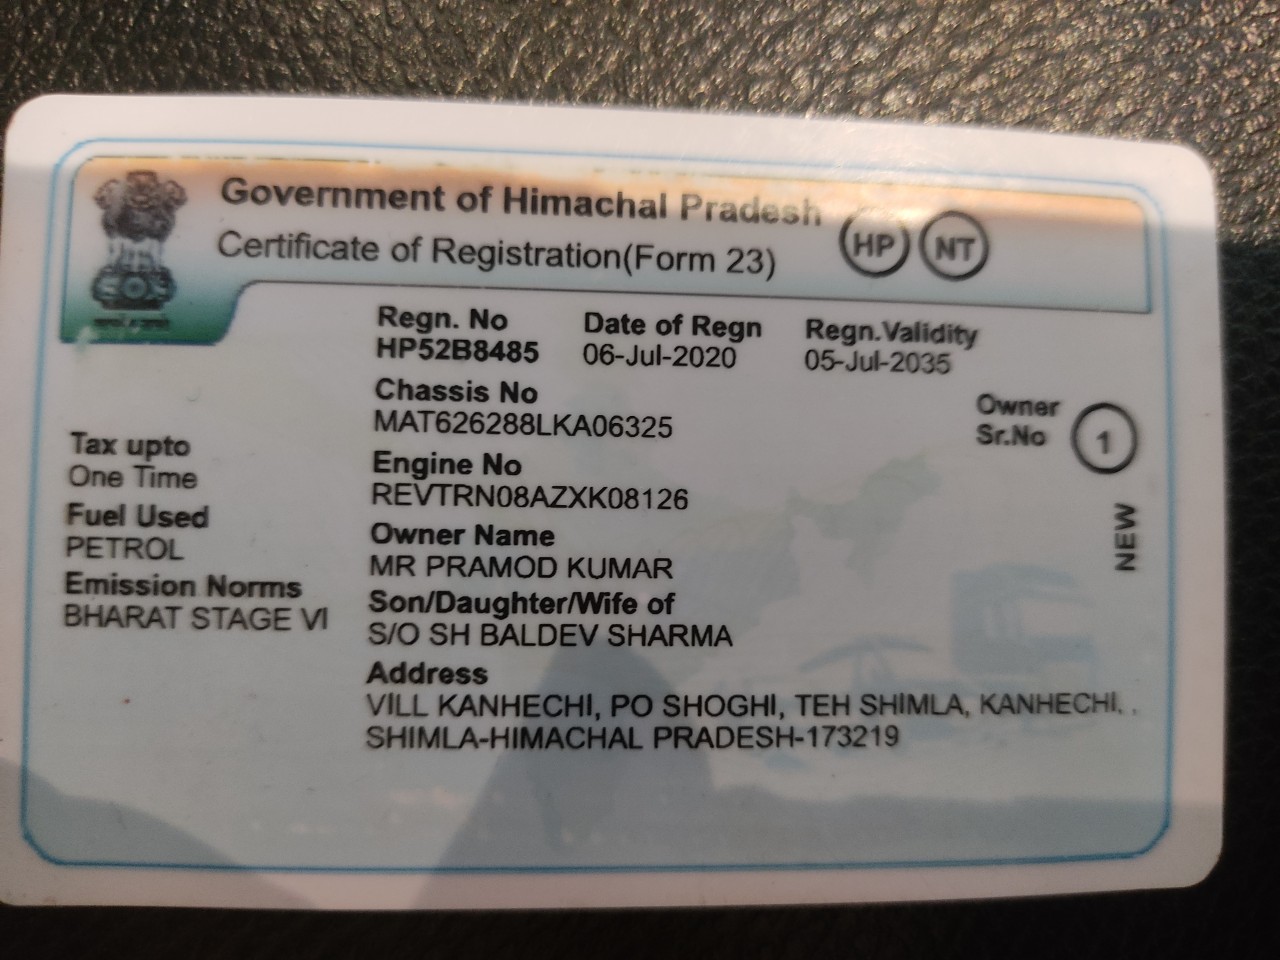 Government of Himachal Pradesh
Certificate of Registration(Form 23)
HP NT
Regn. No Date of Regn Regn.Validity
HP52B8485 06-Jul-2020 05-Jul-2035
Chassis No
MAT626288LKA06325
Owner
Sr.No 1
NEW
Tax upto
One Time
Fuel Used
PETROL
Emission Norms
BHARAT STAGE VI
Engine No
REVTRN08AZXK08126
Owner Name
MR PRAMOD KUMAR
Son/Daughter/Wife of
S/O SH BALDEV SHARMA
Address
VILL KANHECHI, PO SHOGHI, TEH SHIMLA, KANHECHI, .
SHIMLA-HIMACHAL PRADESH-173219